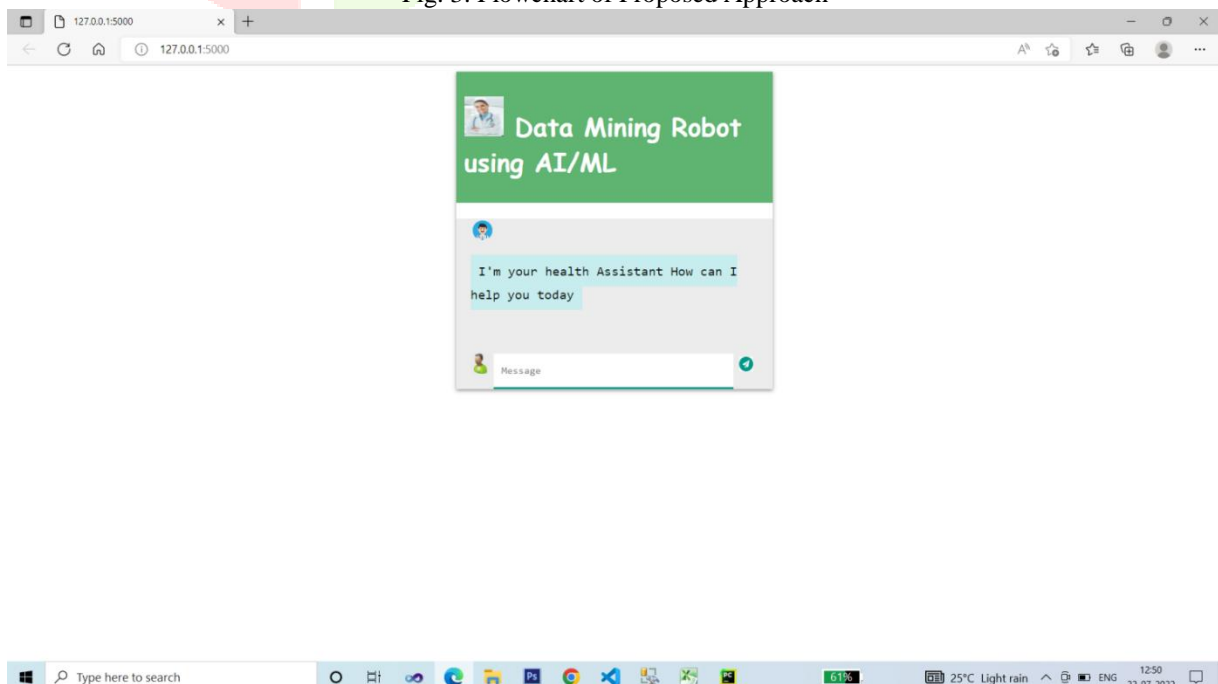 Fig. 3: Flowchart of Proposed Approach
127.0.0.1:5000
127.0.0.1:5000
Data Mining Robot
using AI/ML
I'm your health Assistant How can I
help you today
Message
Type here to search
61%
25°C Light rain
ENG
12:50